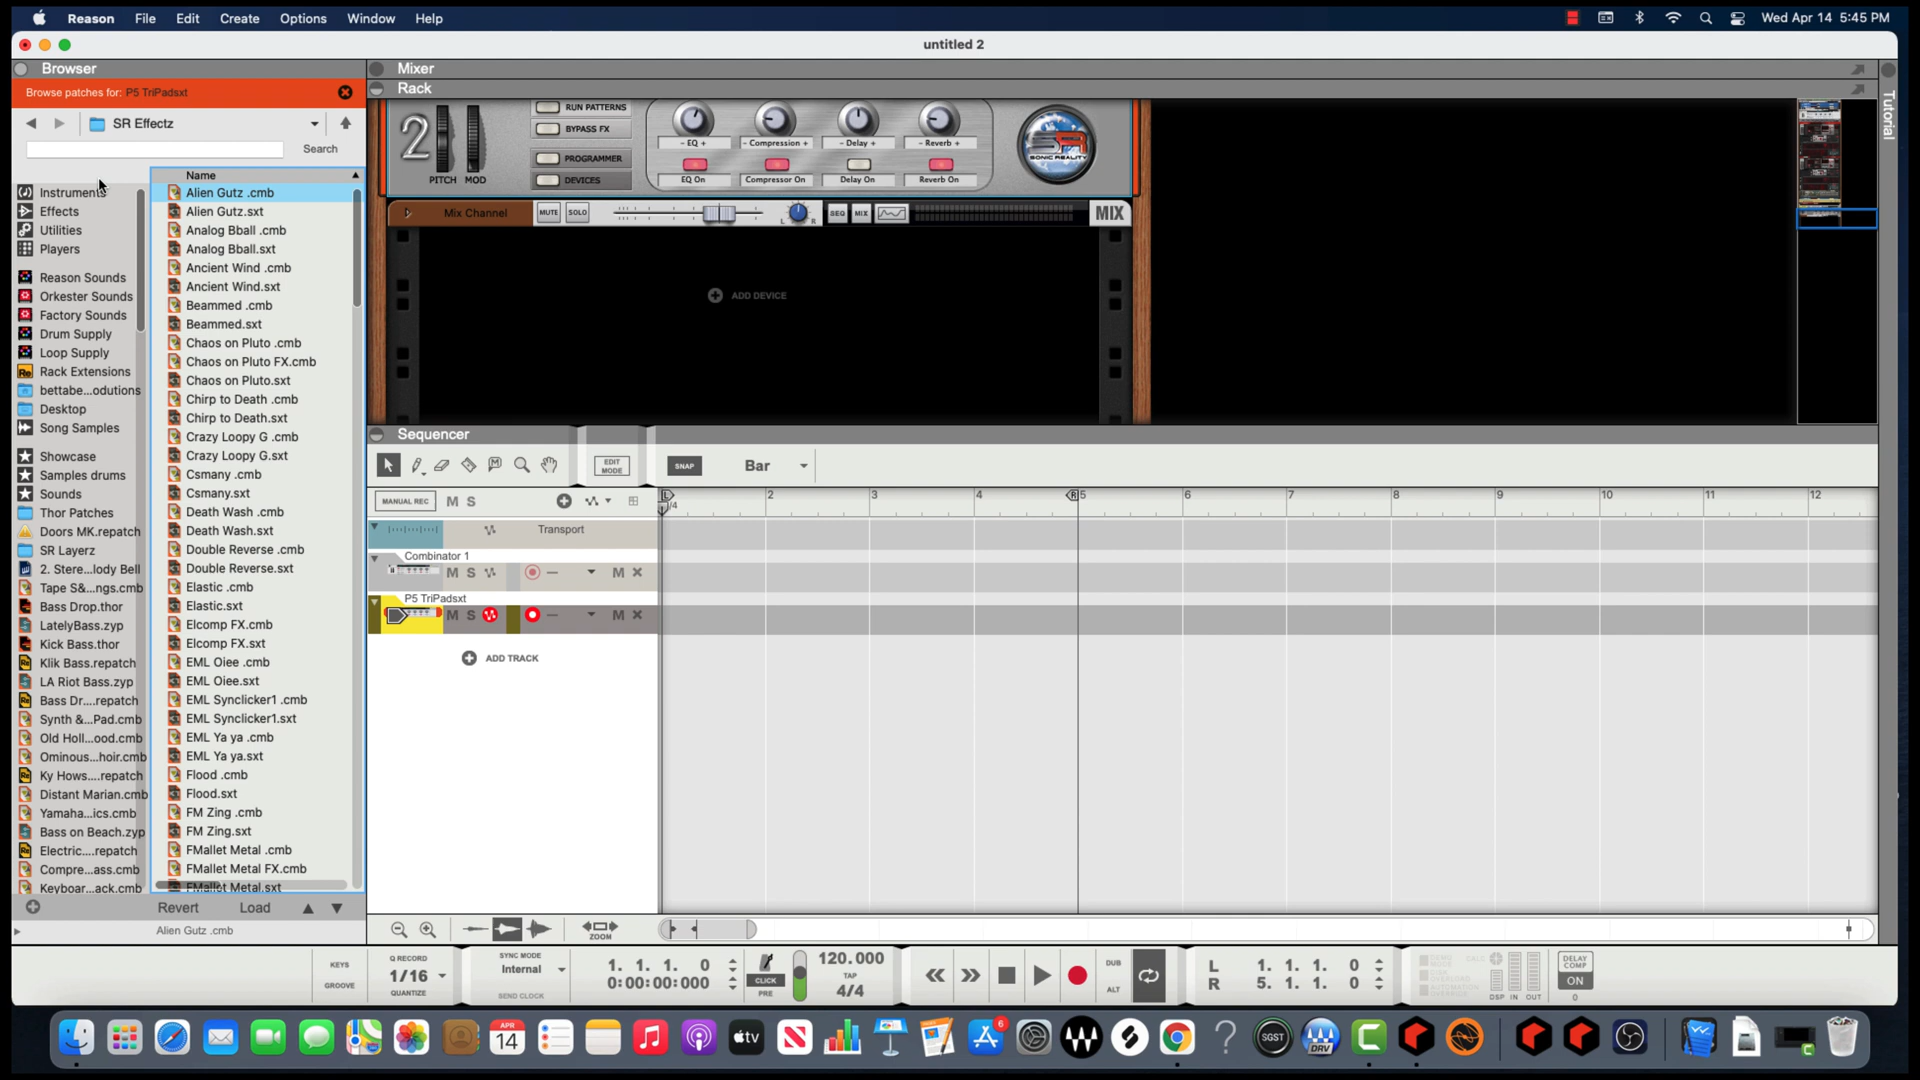 Reason File Edit Create Options Window Help
Wed Apr 14 5:45 PM
untitled 2
Browser
Browse patches for: P5 TriPadsxt
SR Effectz
Search
Instruments
Effects
Utilities
Players
Reason Sounds
Orkester Sounds
Factory Sounds
Drum Supply
Loop Supply
Rack Extensions
bettabe...odutions
Desktop
Song Samples
Showcase
Samples drums
Sounds
Thor Patches
Doors MK.repatch
SR Layerz
2. Stere...lody Bell
Tape S&...ngs.cmb
Bass Drop.thor
LatelyBass.zyp
Kick Bass.thor
Klik Bass.repatch
LA Riot Bass.zyp
Bass Dr....repatch
Synth &...Pad.cmb
Old Holl...ood.cmb
Ominous...hoir.cmb
Ky Hows....repatch
Distant Marian.cmb
Yamaha...ics.cmb
Bass on Beach.zyp
Electric....repatch
Compre...ass.cmb
Keyboar...ack.cmb
Name
Alien Gutz .cmb
Alien Gutz.sxt
Analog Bball .cmb
Analog Bball.sxt
Ancient Wind .cmb
Ancient Wind.sxt
Beammed .cmb
Beammed.sxt
Chaos on Pluto .cmb
Chaos on Pluto FX.cmb
Chaos on Pluto.sxt
Chirp to Death .cmb
Chirp to Death.sxt
Crazy Loopy G .cmb
Crazy Loopy G.sxt
Csmany .cmb
Csmany.sxt
Death Wash .cmb
Death Wash.sxt
Double Reverse .cmb
Double Reverse.sxt
Elastic .cmb
Elastic.sxt
Elcomp FX.cmb
Elcomp FX.sxt
EML Oiee .cmb
EML Oiee.sxt
EML Synclicker1 .cmb
EML Synclicker1.sxt
EML Ya ya .cmb
EML Ya ya.sxt
Flood .cmb
Flood.sxt
FM Zing .cmb
FM Zing.sxt
FMallet Metal .cmb
FMallet Metal FX.cmb
FMallet Metal.sxt
Revert Load
Alien Gutz .cmb
Mixer
Rack
Tutorial
2
PITCH MOD
RUN PATTERNS
BYPASS FX
PROGRAMMER
DEVICES
- EQ + - Compression + - Delay + - Reverb +
EQ On Compressor On Delay On Reverb On
SR
SONIC REALITY
Mix Channel MUTE SOLO L R SEQ MIX MIX
ADD DEVICE
Sequencer
EDIT MODE
SNAP
Bar
MANUAL REC M S
L R
/4 2 3 4 5 6 7 8 9 10 11 12
Transport
Combinator 1
M S M
P5 TriPadsxt
M S M
ADD TRACK
ZOOM
KEYS
GROOVE
Q RECORD
1/16
QUANTIZE
SYNC MODE
Internal
SEND CLOCK
1. 1. 1. 0
0:00:00:000
CLICK
PRE
120.000
TAP
4/4
DUB
ALT
L 1. 1. 1. 0
R 5. 1. 1. 0
CALC
DSP IN OUT
DELAY COMP
ON
0
APR
14
6
tv
SGST
DRV